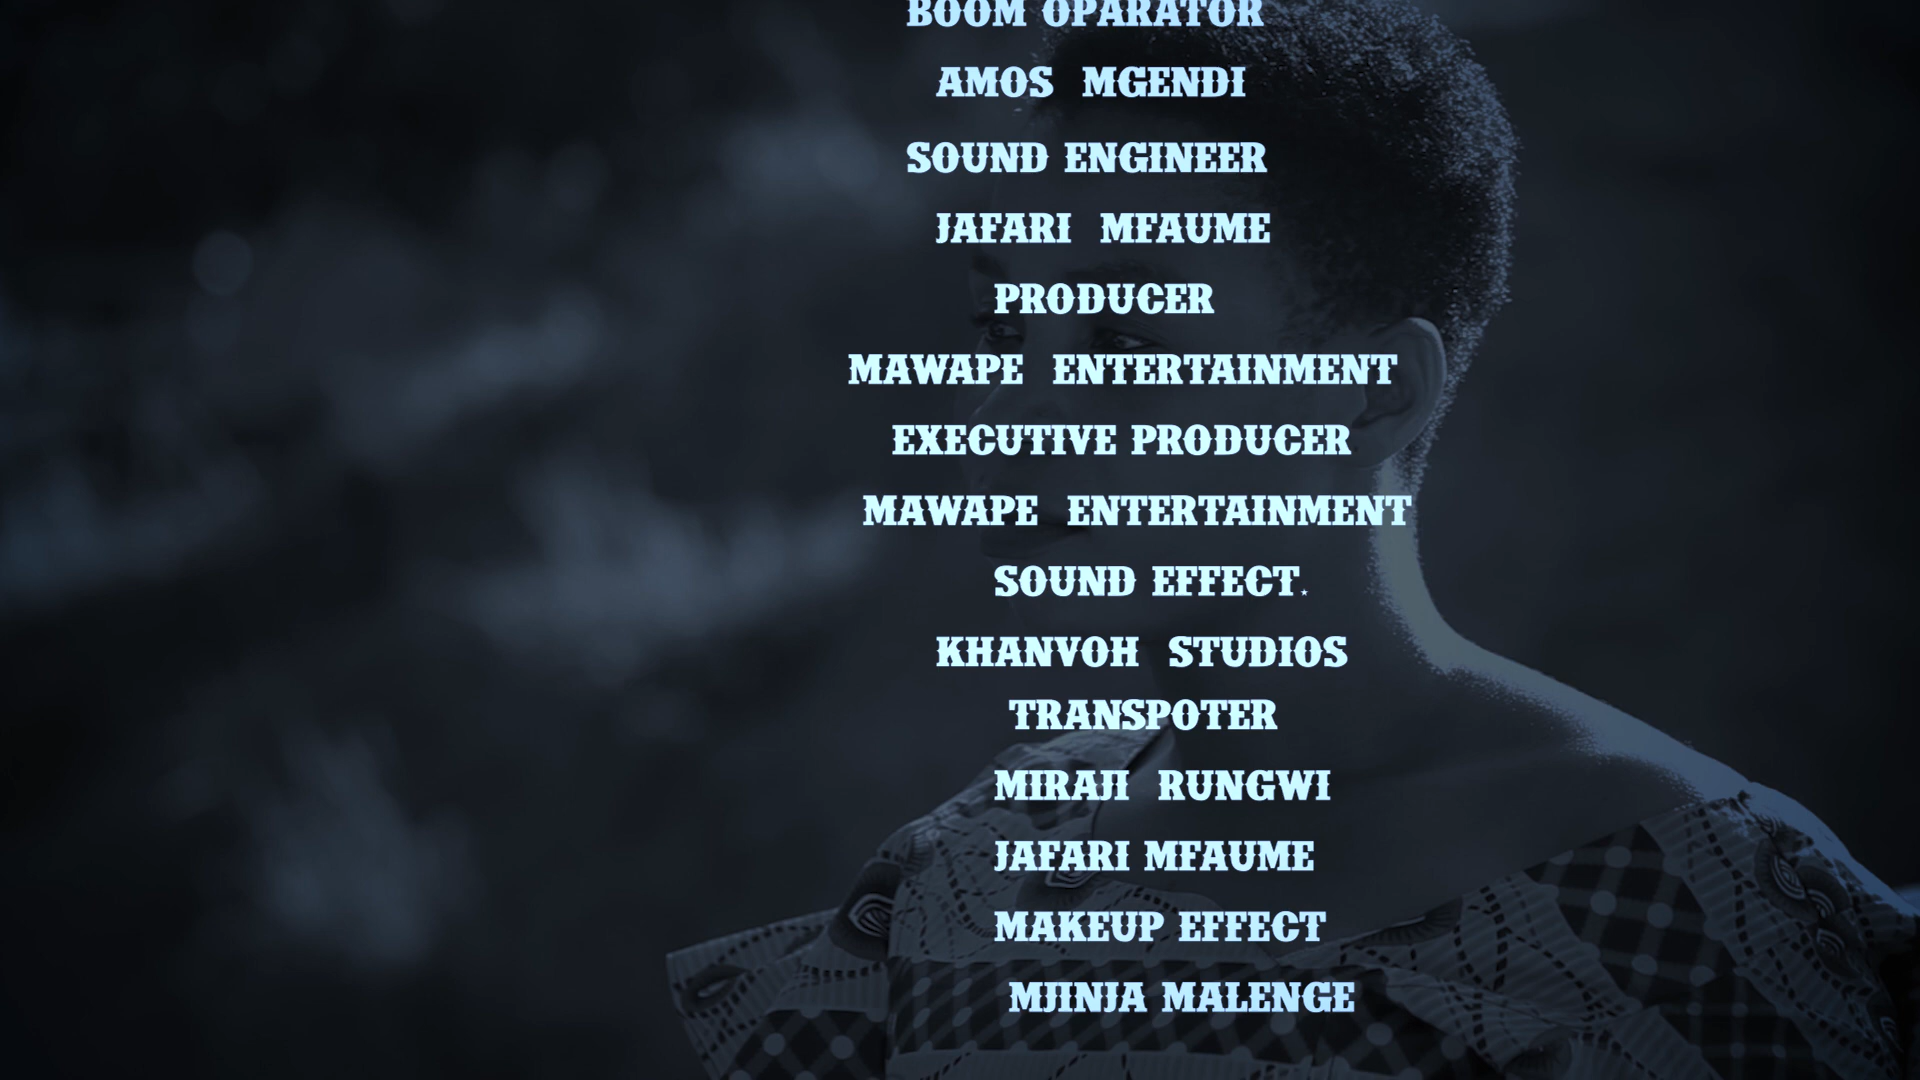 BOOM OPARATOR
AMOS MGENDI
SOUND ENGINEER
JAFARI MFAUME
PRODUCER
MAWAPE ENTERTAINMENT
EXECUTIVE PRODUCER
MAWAPE ENTERTAINMENT
SOUND EFFECT.
KHANVOH STUDIOS
TRANSPOTER
MIRAJI RUNGWI
JAFARI MFAUME
MAKEUP EFFECT
MJINJA MALENGE